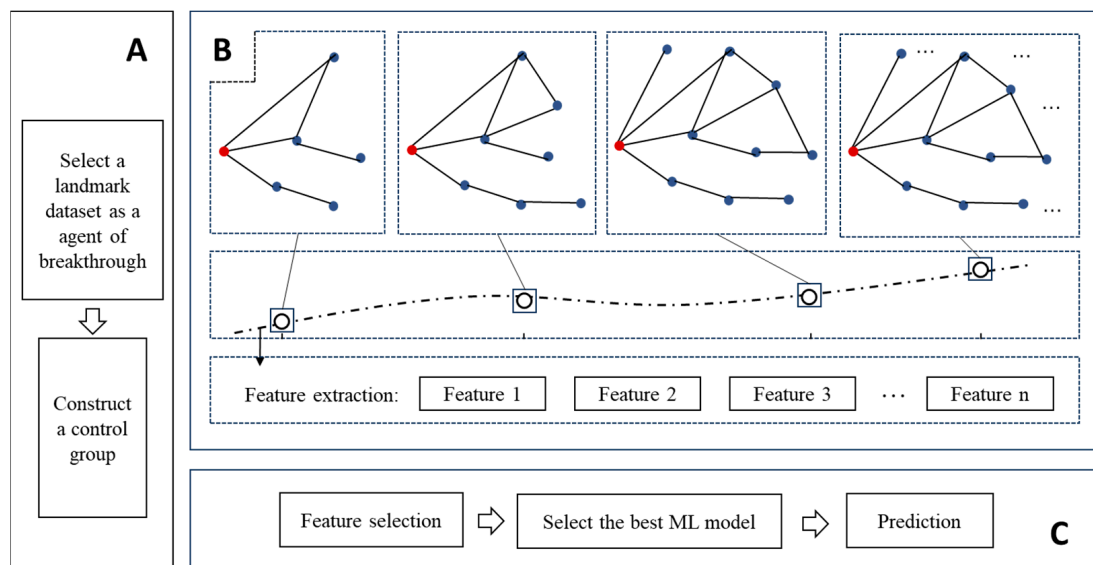 A
Select a
landmark
dataset as a
agent of
breakthrough
Construct
a control
group
B
... ...
...
...
Feature extraction: Feature 1 Feature 2 Feature 3 ... Feature n
Feature selection Select the best ML model Prediction
C